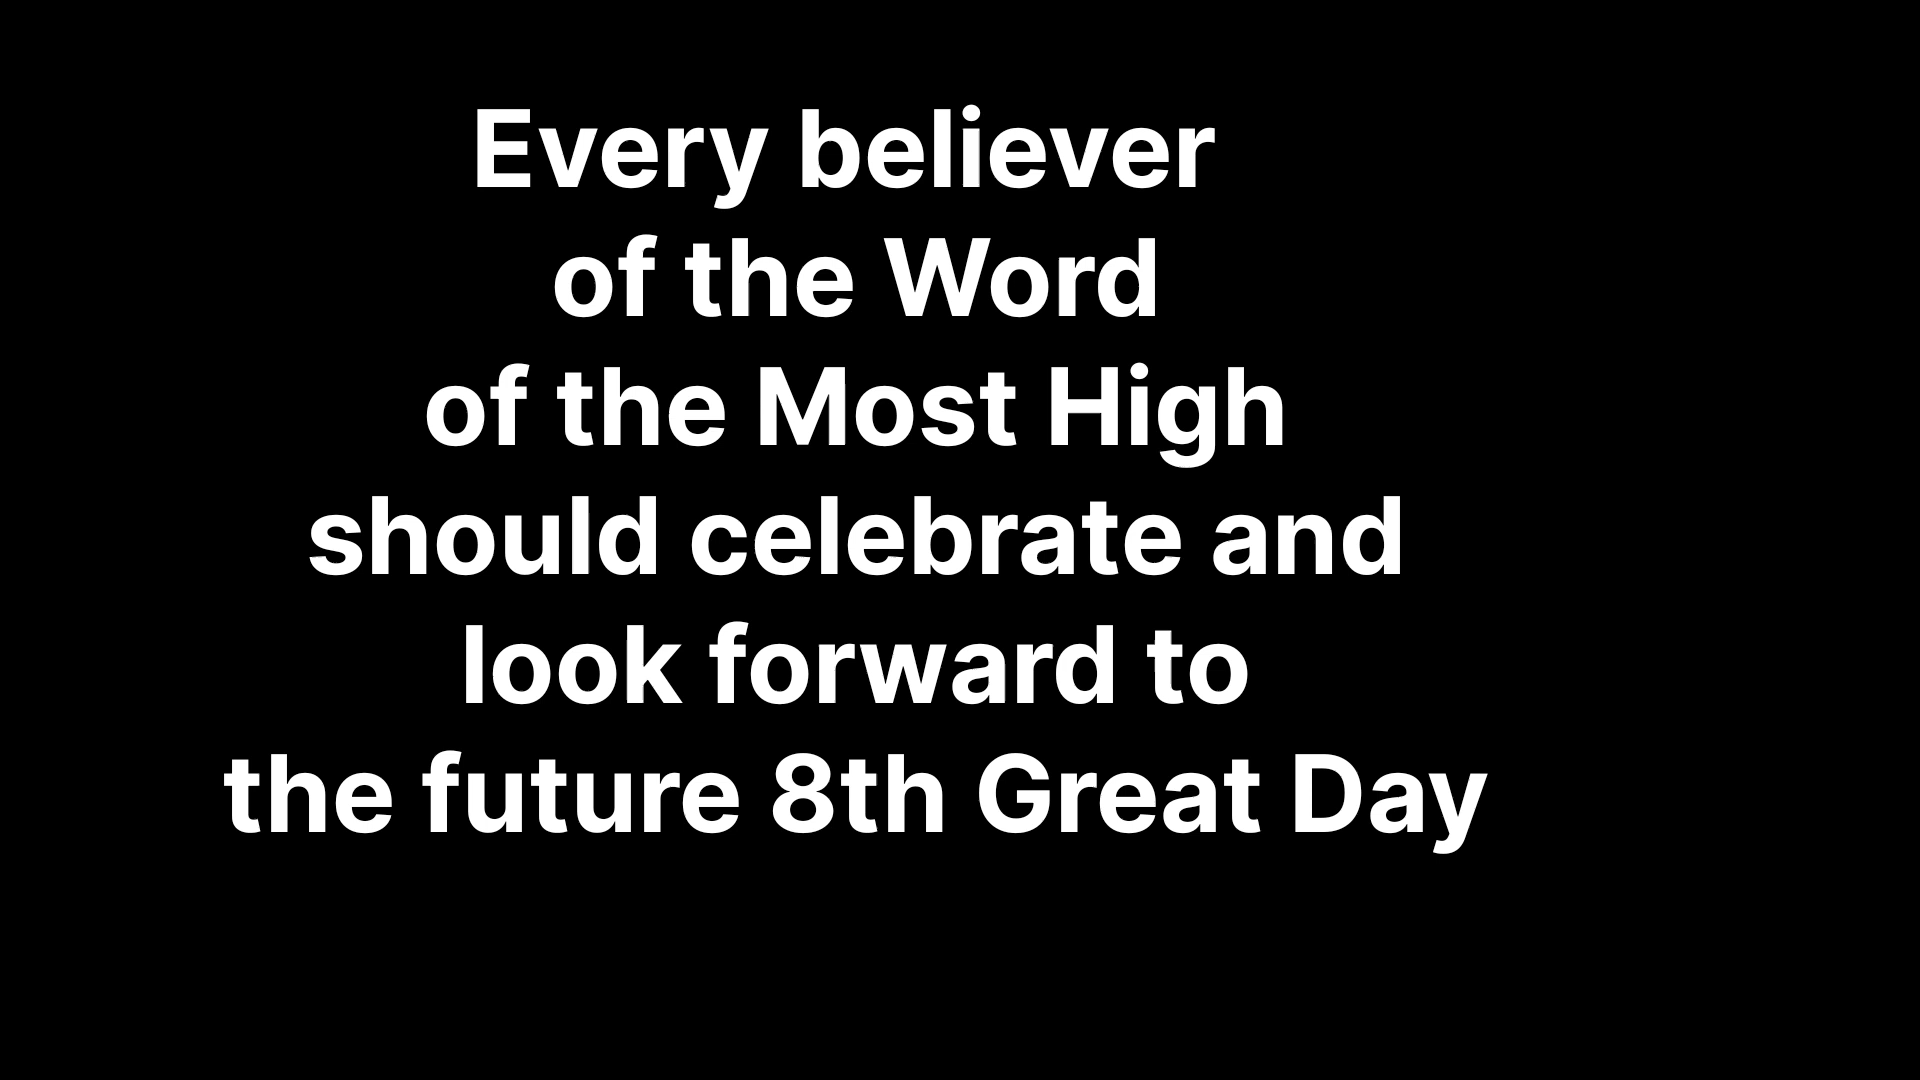 Every believer
of the Word
of the Most High
should celebrate and
look forward to
the future 8th Great Day